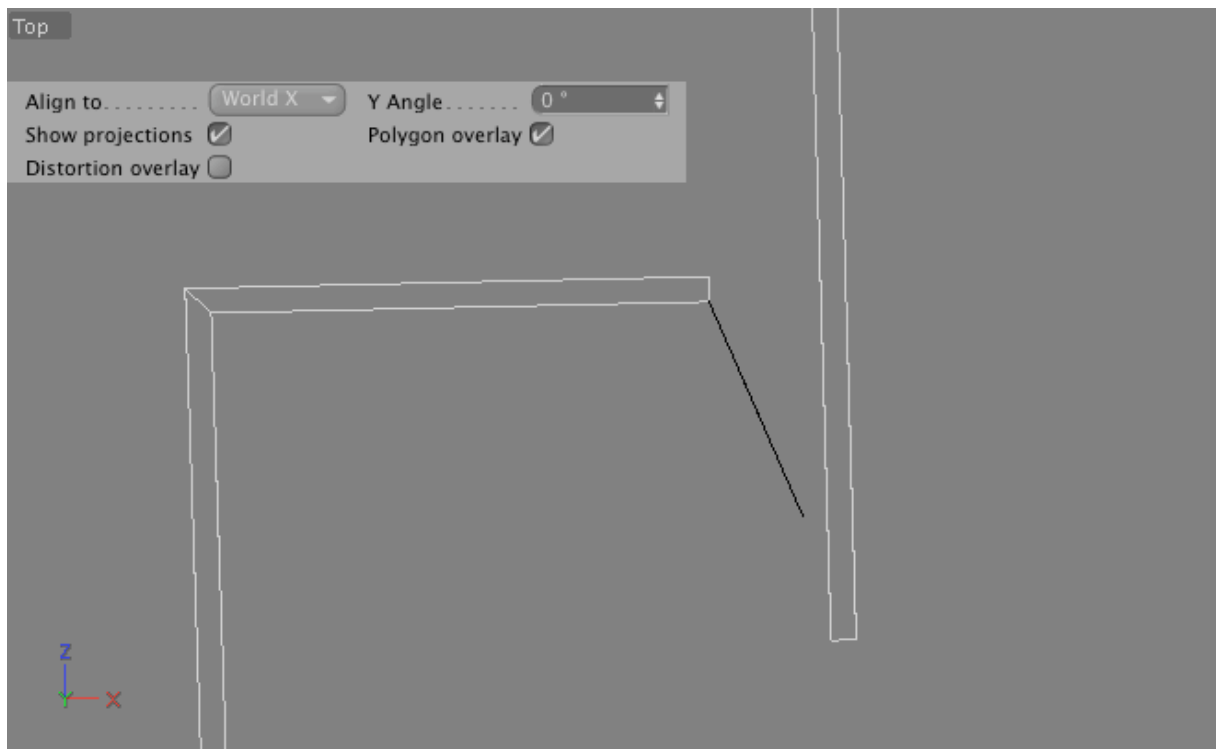 Top
Align to......... World X Y Angle....... 0 °
Show projections Polygon overlay
Distortion overlay
Z
Y X